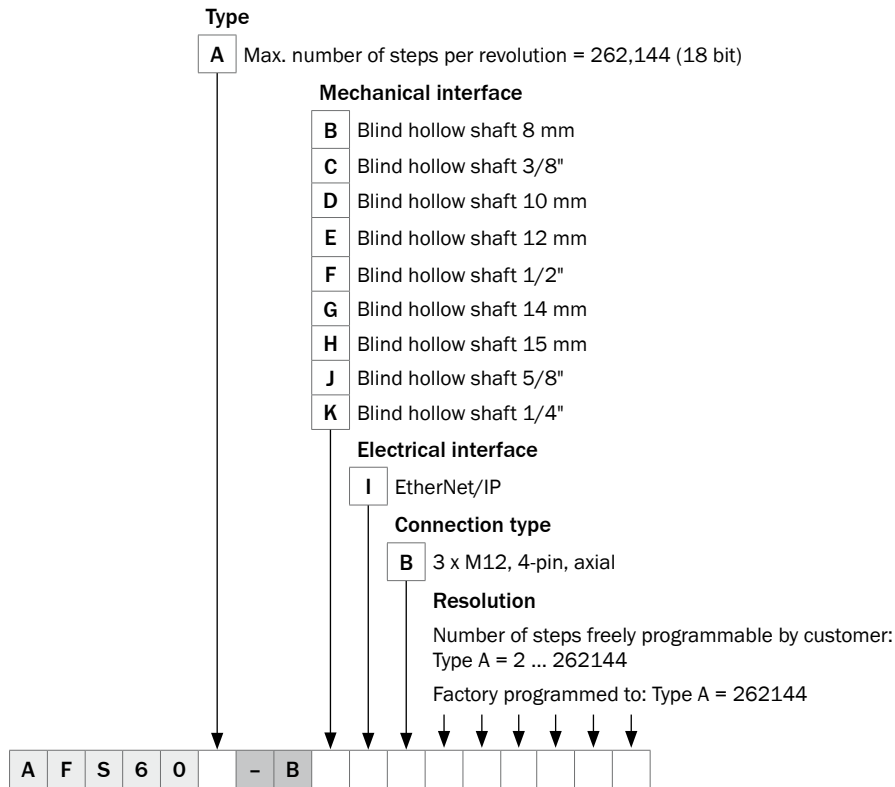 Type
A Max. number of steps per revolution = 262,144 (18 bit)
Mechanical interface
B Blind hollow shaft 8 mm
C Blind hollow shaft 3/8"
D Blind hollow shaft 10 mm
E Blind hollow shaft 12 mm
F Blind hollow shaft 1/2"
G Blind hollow shaft 14 mm
H Blind hollow shaft 15 mm
J Blind hollow shaft 5/8"
K Blind hollow shaft 1/4"
Electrical interface
I EtherNet/IP
Connection type
B 3 x M12, 4-pin, axial
Resolution
Number of steps freely programmable by customer:
Type A = 2 ... 262144
Factory programmed to: Type A = 262144
A F S 6 0 – B